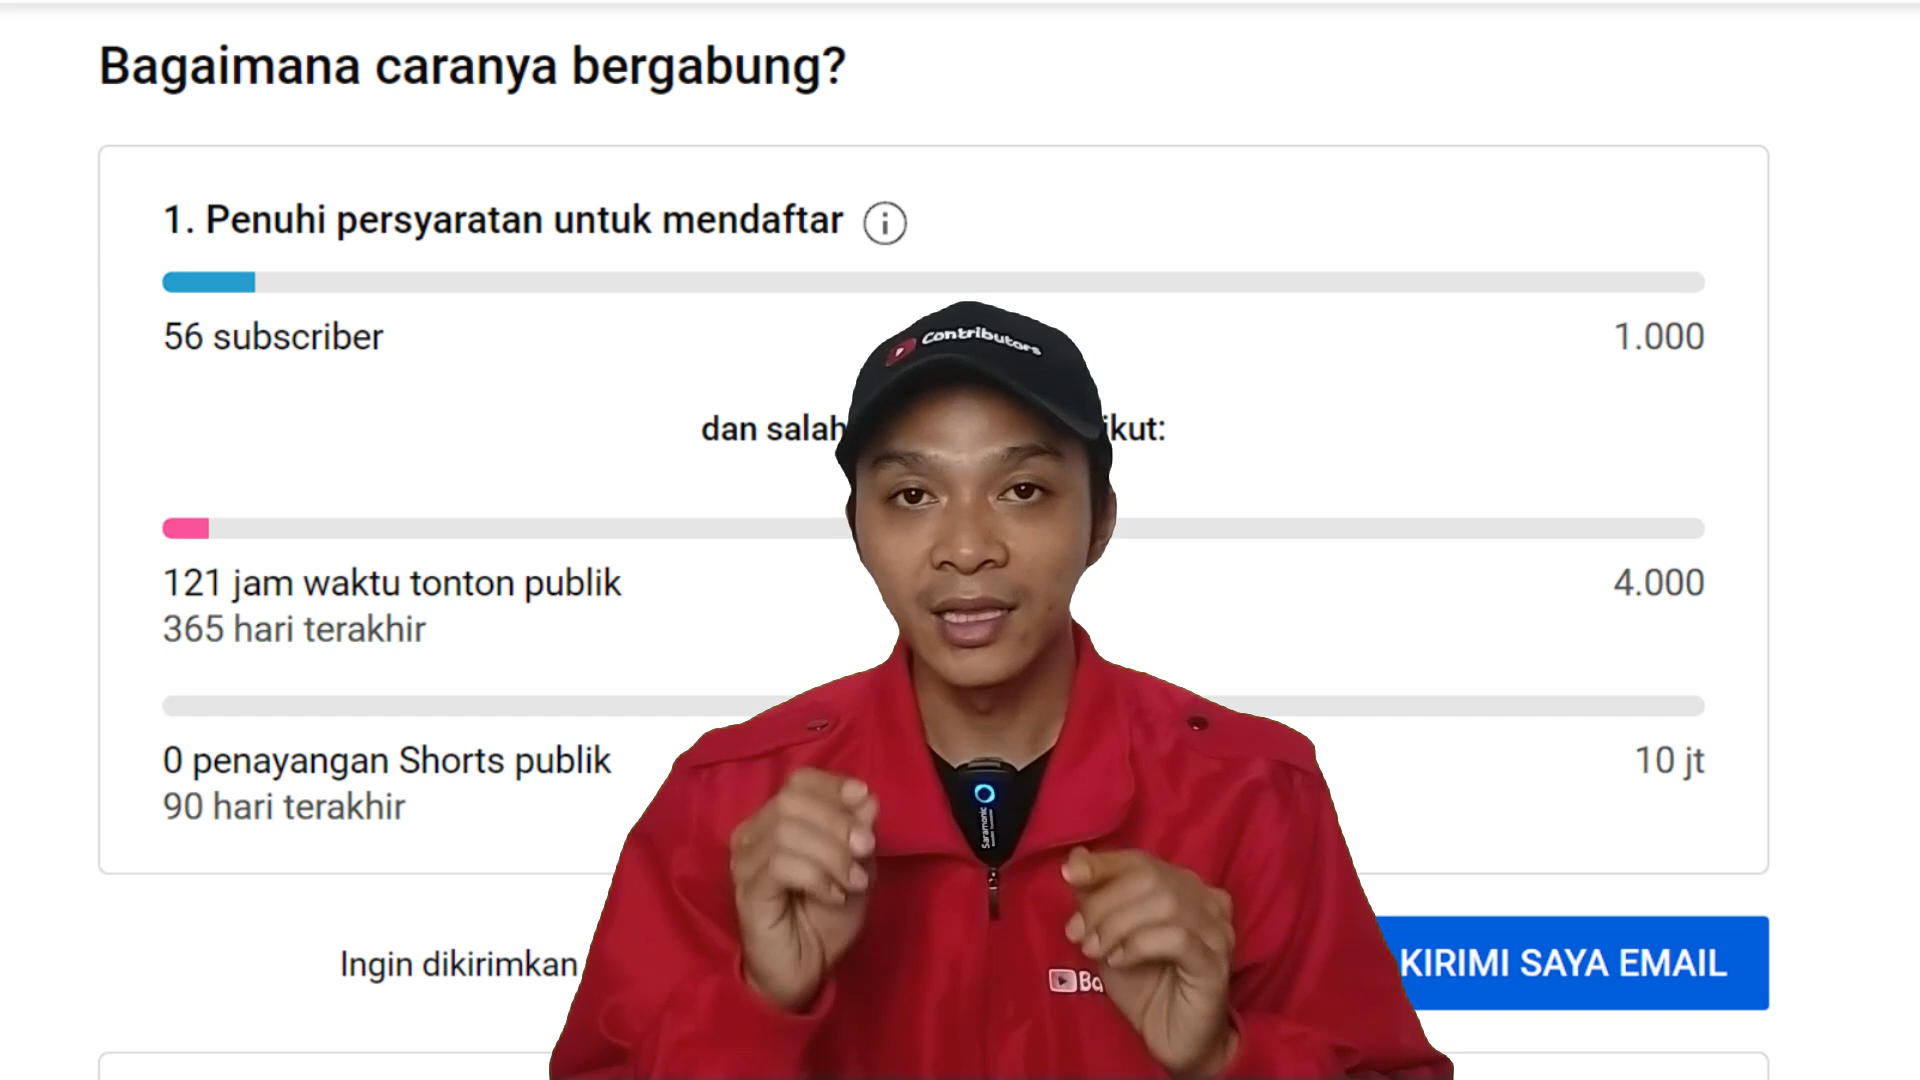 Bagaimana caranya bergabung?
1. Penuhi persyaratan untuk mendaftar
56 subscriber
1.000
Contributors
dan salah
ikut:
121 jam waktu tonton publik
4.000
365 hari terakhir
0 penayangan Shorts publik
10 jt
90 hari terakhir
Saramonic
Ingin dikirimkan
KIRIMI SAYA EMAIL
Ba